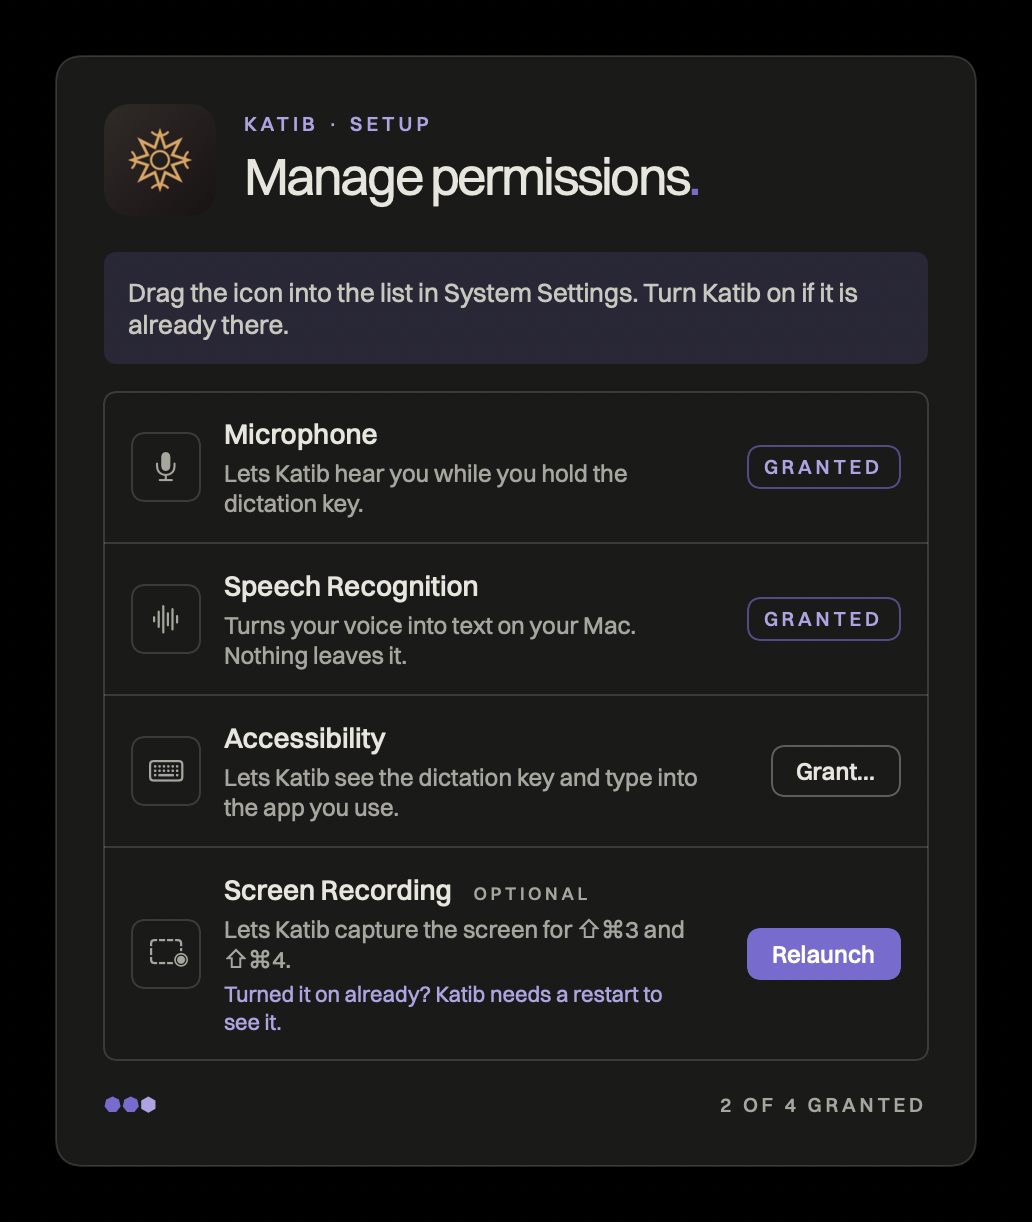 KATIB · SETUP
Manage permissions.
Drag the icon into the list in System Settings. Turn Katib on if it is
already there.
Microphone
Lets Katib hear you while you hold the
dictation key.
GRANTED
Speech Recognition
Turns your voice into text on your Mac.
Nothing leaves it.
GRANTED
Accessibility
Lets Katib see the dictation key and type into
the app you use.
Grant...
Screen Recording OPTIONAL
Lets Katib capture the screen for ⇧⌘3 and
⇧⌘4.
Turned it on already? Katib needs a restart to
see it.
Relaunch
2 OF 4 GRANTED